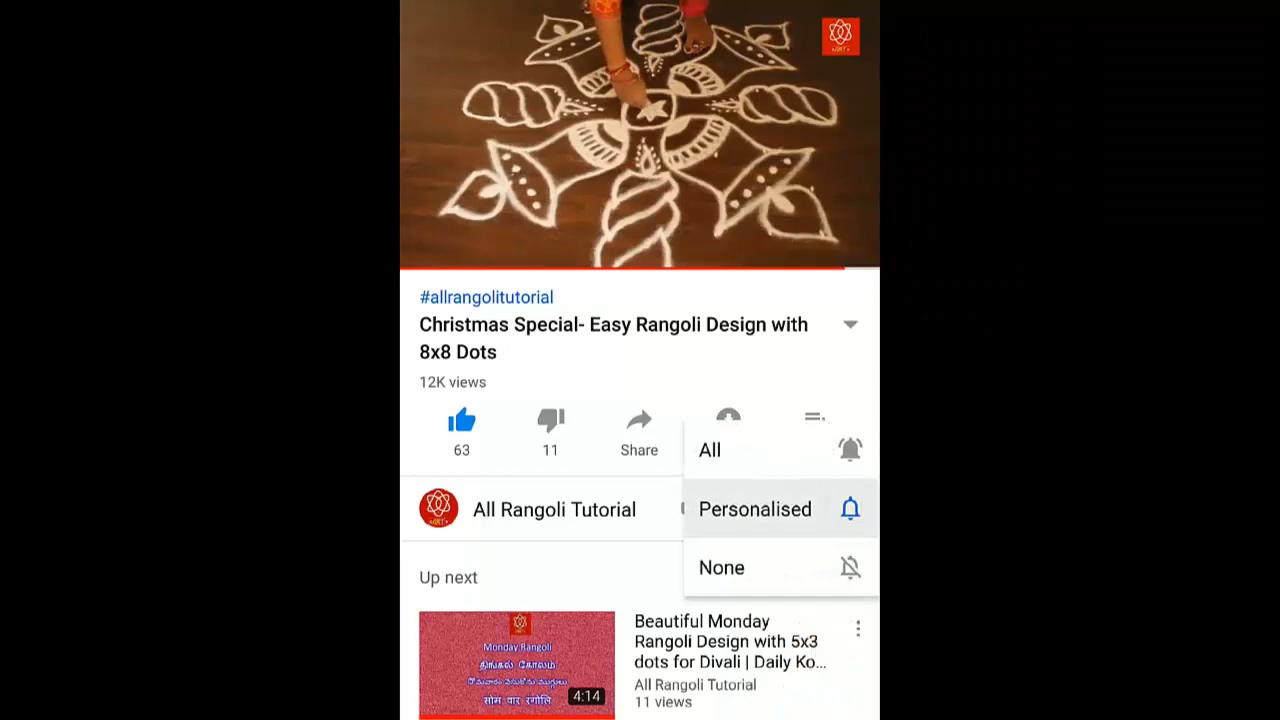 #allrangolitutorial
Christmas Special- Easy Rangoli Design with
8x8 Dots
12K views
63
11
Share
All
Personalised
None
All Rangoli Tutorial
Up next
Monday Rangoli
திங்கள் கோலம்
सोम वार रंगोलि
4:14
Beautiful Monday
Rangoli Design with 5x3
dots for Divali | Daily Ko...
All Rangoli Tutorial
11 views